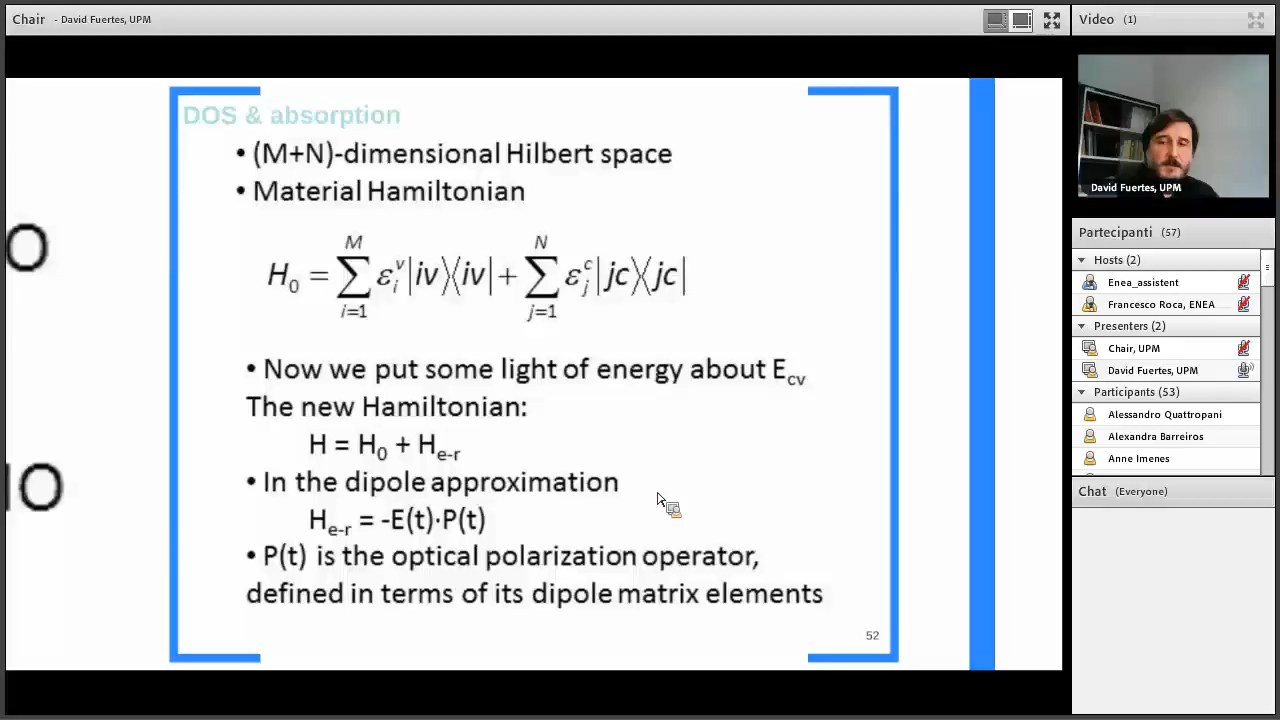 Chair - David Fuertes, UPM
Video (1)
David Fuertes, UPM
DOS & absorption
• (M+N)-dimensional Hilbert space
• Material Hamiltonian
H₀ = ∑_{i=1}^{M} ε_i^v |iv⟩⟨iv| + ∑_{j=1}^{N} ε_j^c |jc⟩⟨jc|
• Now we put some light of energy about E_cv
The new Hamiltonian:
H = H₀ + H_e-r
• In the dipole approximation
H_e-r = -E(t)·P(t)
• P(t) is the optical polarization operator,
defined in terms of its dipole matrix elements
52
O
IO
Partecipanti (57)
Hosts (2)
Enea_assistent
Francesco Roca, ENEA
Presenters (2)
Chair, UPM
David Fuertes, UPM
Participants (53)
Alessandro Quattropani
Alexandra Barreiros
Anne Imenes
Chat (Everyone)